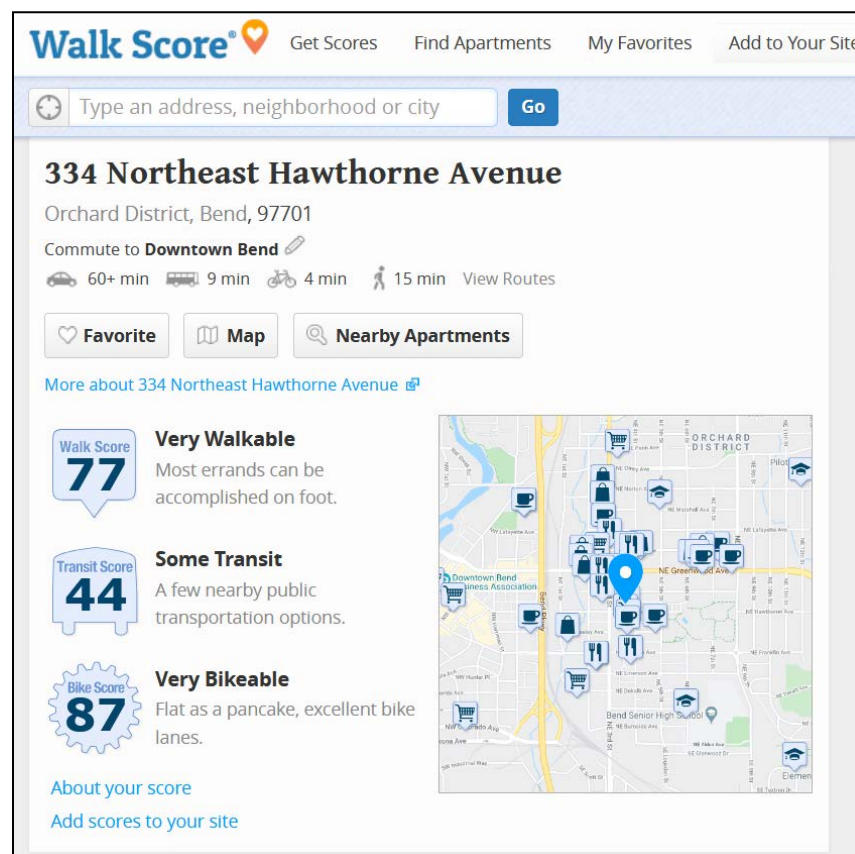 Walk Score®
Get Scores
Find Apartments
My Favorites
Add to Your Site
Type an address, neighborhood or city
Go
334 Northeast Hawthorne Avenue
Orchard District, Bend, 97701
Commute to Downtown Bend
60+ min 9 min 4 min 15 min View Routes
Favorite
Map
Nearby Apartments
More about 334 Northeast Hawthorne Avenue
Walk Score
77
Very Walkable
Most errands can be
accomplished on foot.
Transit Score
44
Some Transit
A few nearby public
transportation options.
Bike Score
87
Very Bikeable
Flat as a pancake, excellent bike
lanes.
About your score
Add scores to your site
ORCHARD
DISTRICT
Pilot
NE Greenwood Ave
Downtown Bend
Business Association
NE Franklin Ave
Bend Senior High School
Elemen